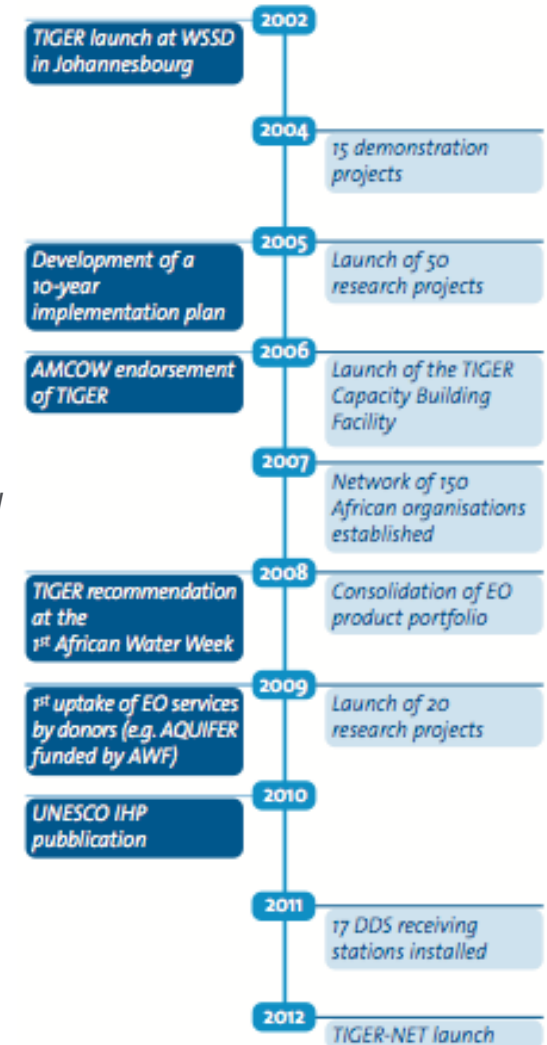 2002
TIGER launch at WSSD
in Johannesbourg
2004
15 demonstration
projects
2005
Development of a
10-year
implementation plan
Launch of 50
research projects
2006
AMCOW endorsement
of TIGER
Launch of the TIGER
Capacity Building
Facility
2007
Network of 150
African organisations
established
2008
TIGER recommendation
at the
1st African Water Week
Consolidation of EO
product portfolio
2009
1st uptake of EO services
by donors (e.g. AQUIFER
funded by AWF)
Launch of 20
research projects
2010
UNESCO IHP
pubblication
2011
17 DDS receiving
stations installed
2012
TIGER-NET launch